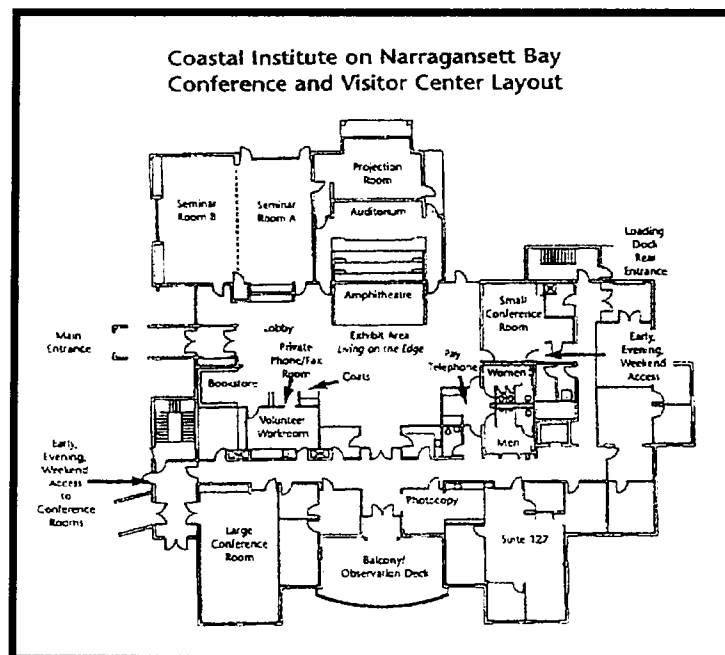 Coastal Institute on Narragansett Bay
Conference and Visitor Center Layout
Projection
Room
Seminar
Room B
Seminar
Room A
Auditorium
Loading
Dock
Rear
Entrance
Amphitheatre
Small
Conference
Room
Main
Entrance
Lobby
Exhibit Area
Living on the Edge
Private
Phone/Fax
Room
Pay
Telephone
Early,
Evening,
Weekend
Access
Bookstore
Coats
Women
Volunteer
Workroom
Men
Early,
Evening,
Weekend
Access
to
Conference
Rooms
Photocopy
Large
Conference
Room
Suite 127
Balcony/
Observation Deck